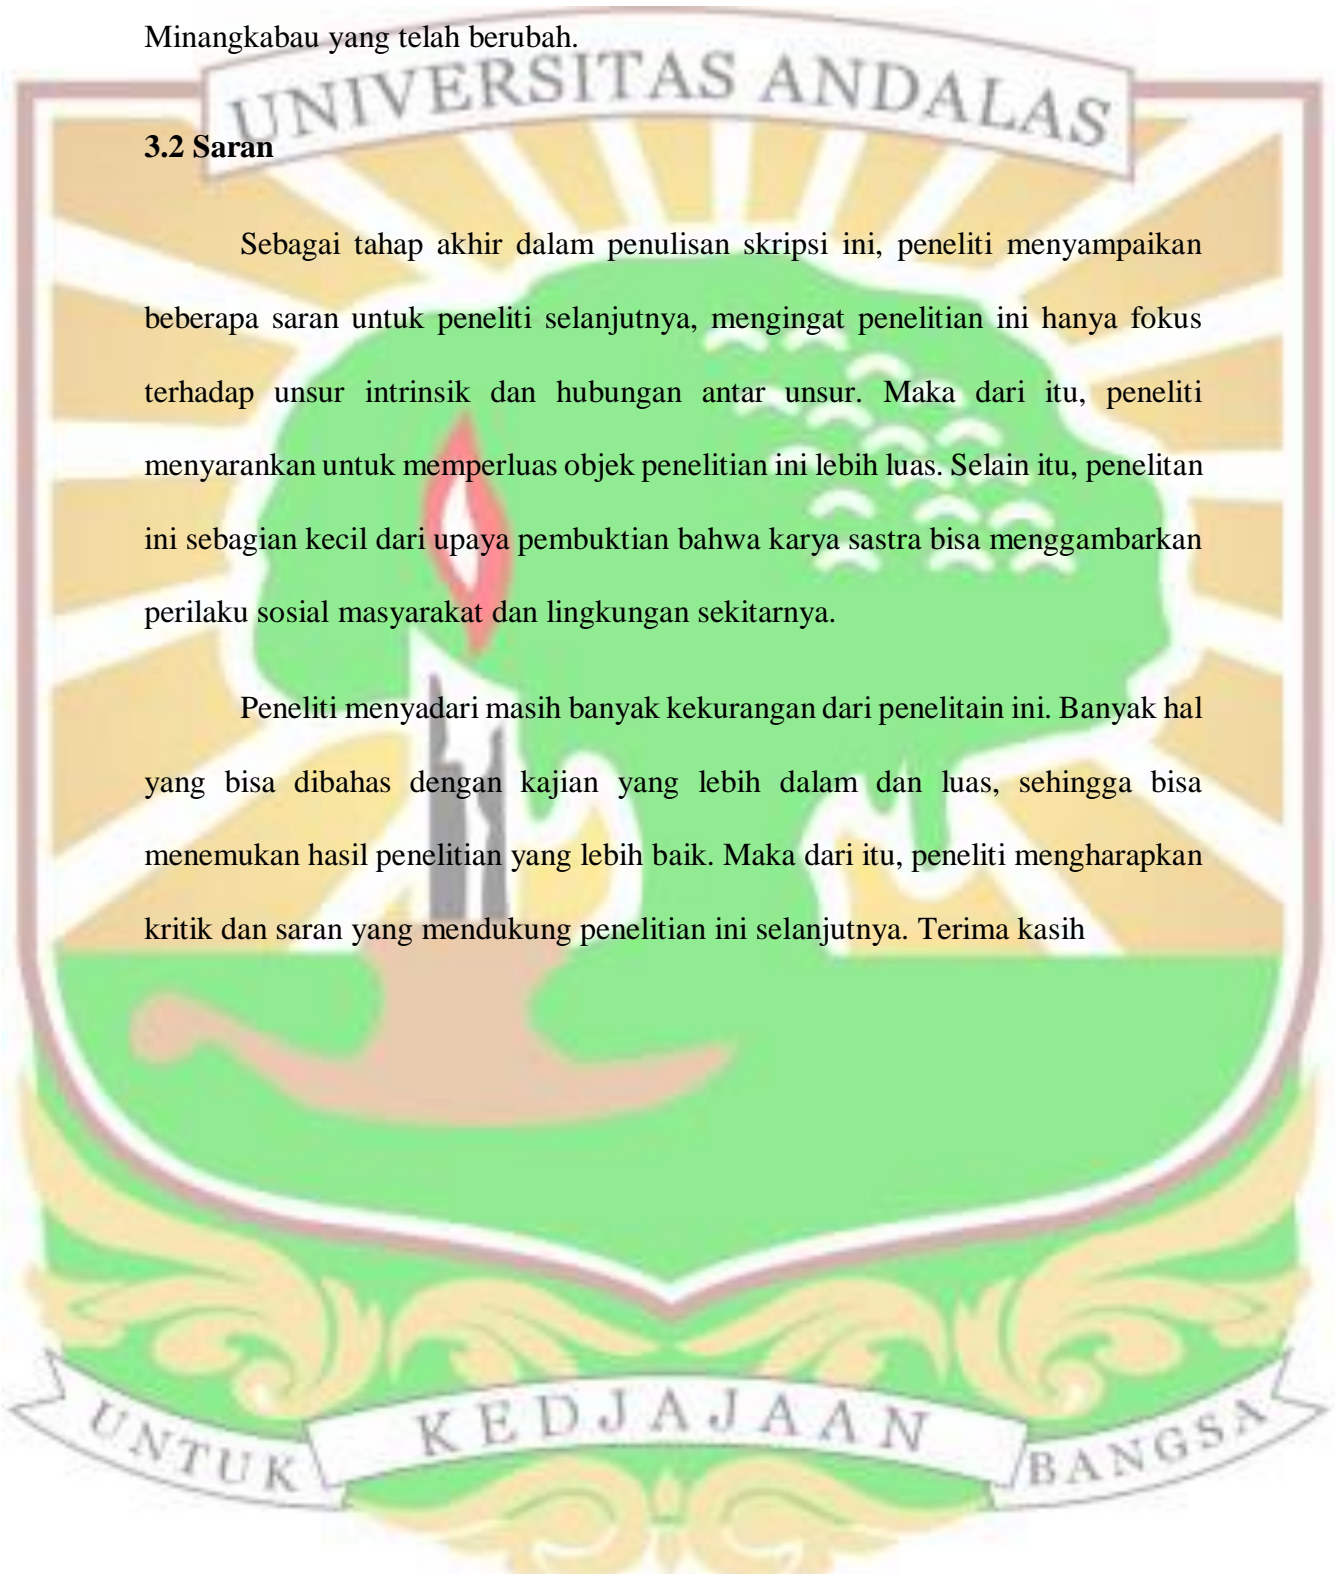 Minangkabau yang telah berubah.
UNIVERSITAS ANDALAS
3.2 Saran
Sebagai tahap akhir dalam penulisan skripsi ini, peneliti menyampaikan
beberapa saran untuk peneliti selanjutnya, mengingat penelitian ini hanya fokus
terhadap unsur intrinsik dan hubungan antar unsur. Maka dari itu, peneliti
menyarankan untuk memperluas objek penelitian ini lebih luas. Selain itu, penelitan
ini sebagian kecil dari upaya pembuktian bahwa karya sastra bisa menggambarkan
perilaku sosial masyarakat dan lingkungan sekitarnya.
Peneliti menyadari masih banyak kekurangan dari penelitain ini. Banyak hal
yang bisa dibahas dengan kajian yang lebih dalam dan luas, sehingga bisa
menemukan hasil penelitian yang lebih baik. Maka dari itu, peneliti mengharapkan
kritik dan saran yang mendukung penelitian ini selanjutnya. Terima kasih
UNTUK KEDJAJAAN BANGSA